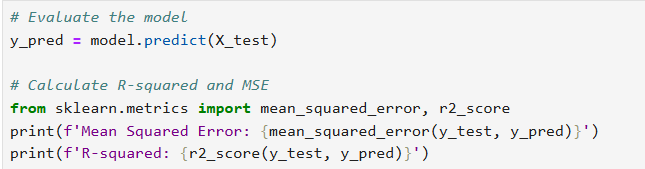 # Evaluate the model
y_pred = model.predict(X_test)
# Calculate R-squared and MSE
from sklearn.metrics import mean_squared_error, r2_score
print(f'Mean Squared Error: {mean_squared_error(y_test, y_pred)}')
print(f'R-squared: {r2_score(y_test, y_pred)}')